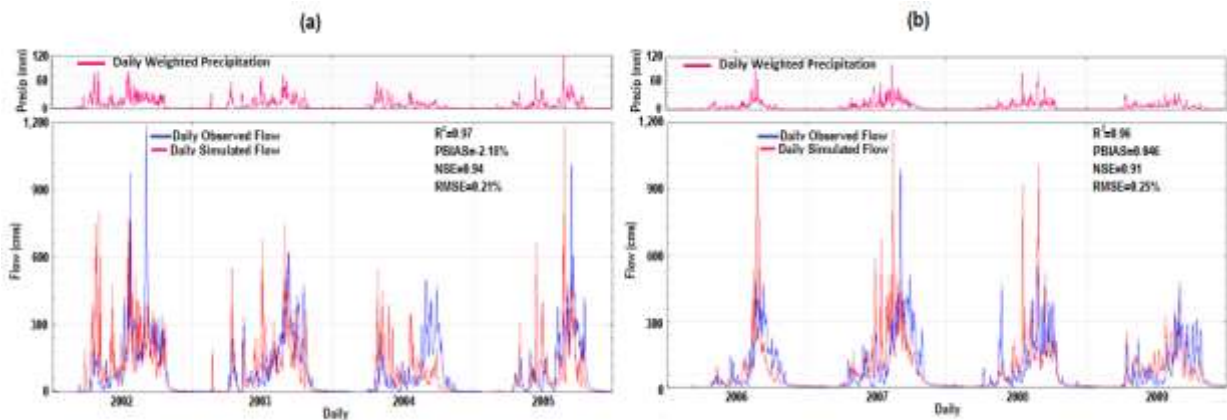 (a)
120
60
0
Precip (mm)
Daily Weighted Precipitation
1,200
900
600
300
0
Flow (cms)
Daily Observed Flow
Daily Simulated Flow
R²=0.97
PBIAS=-2.18%
NSE=0.94
RMSE=0.21%
2002
2003
2004
2005
Daily
(b)
120
60
0
Precip (mm)
Daily Weighted Precipitation
1,200
900
600
300
0
Flow (cms)
Daily Observed Flow
Daily Simulated Flow
R²=0.96
PBIAS=0.046
NSE=0.91
RMSE=0.25%
2006
2007
2008
2009
Daily